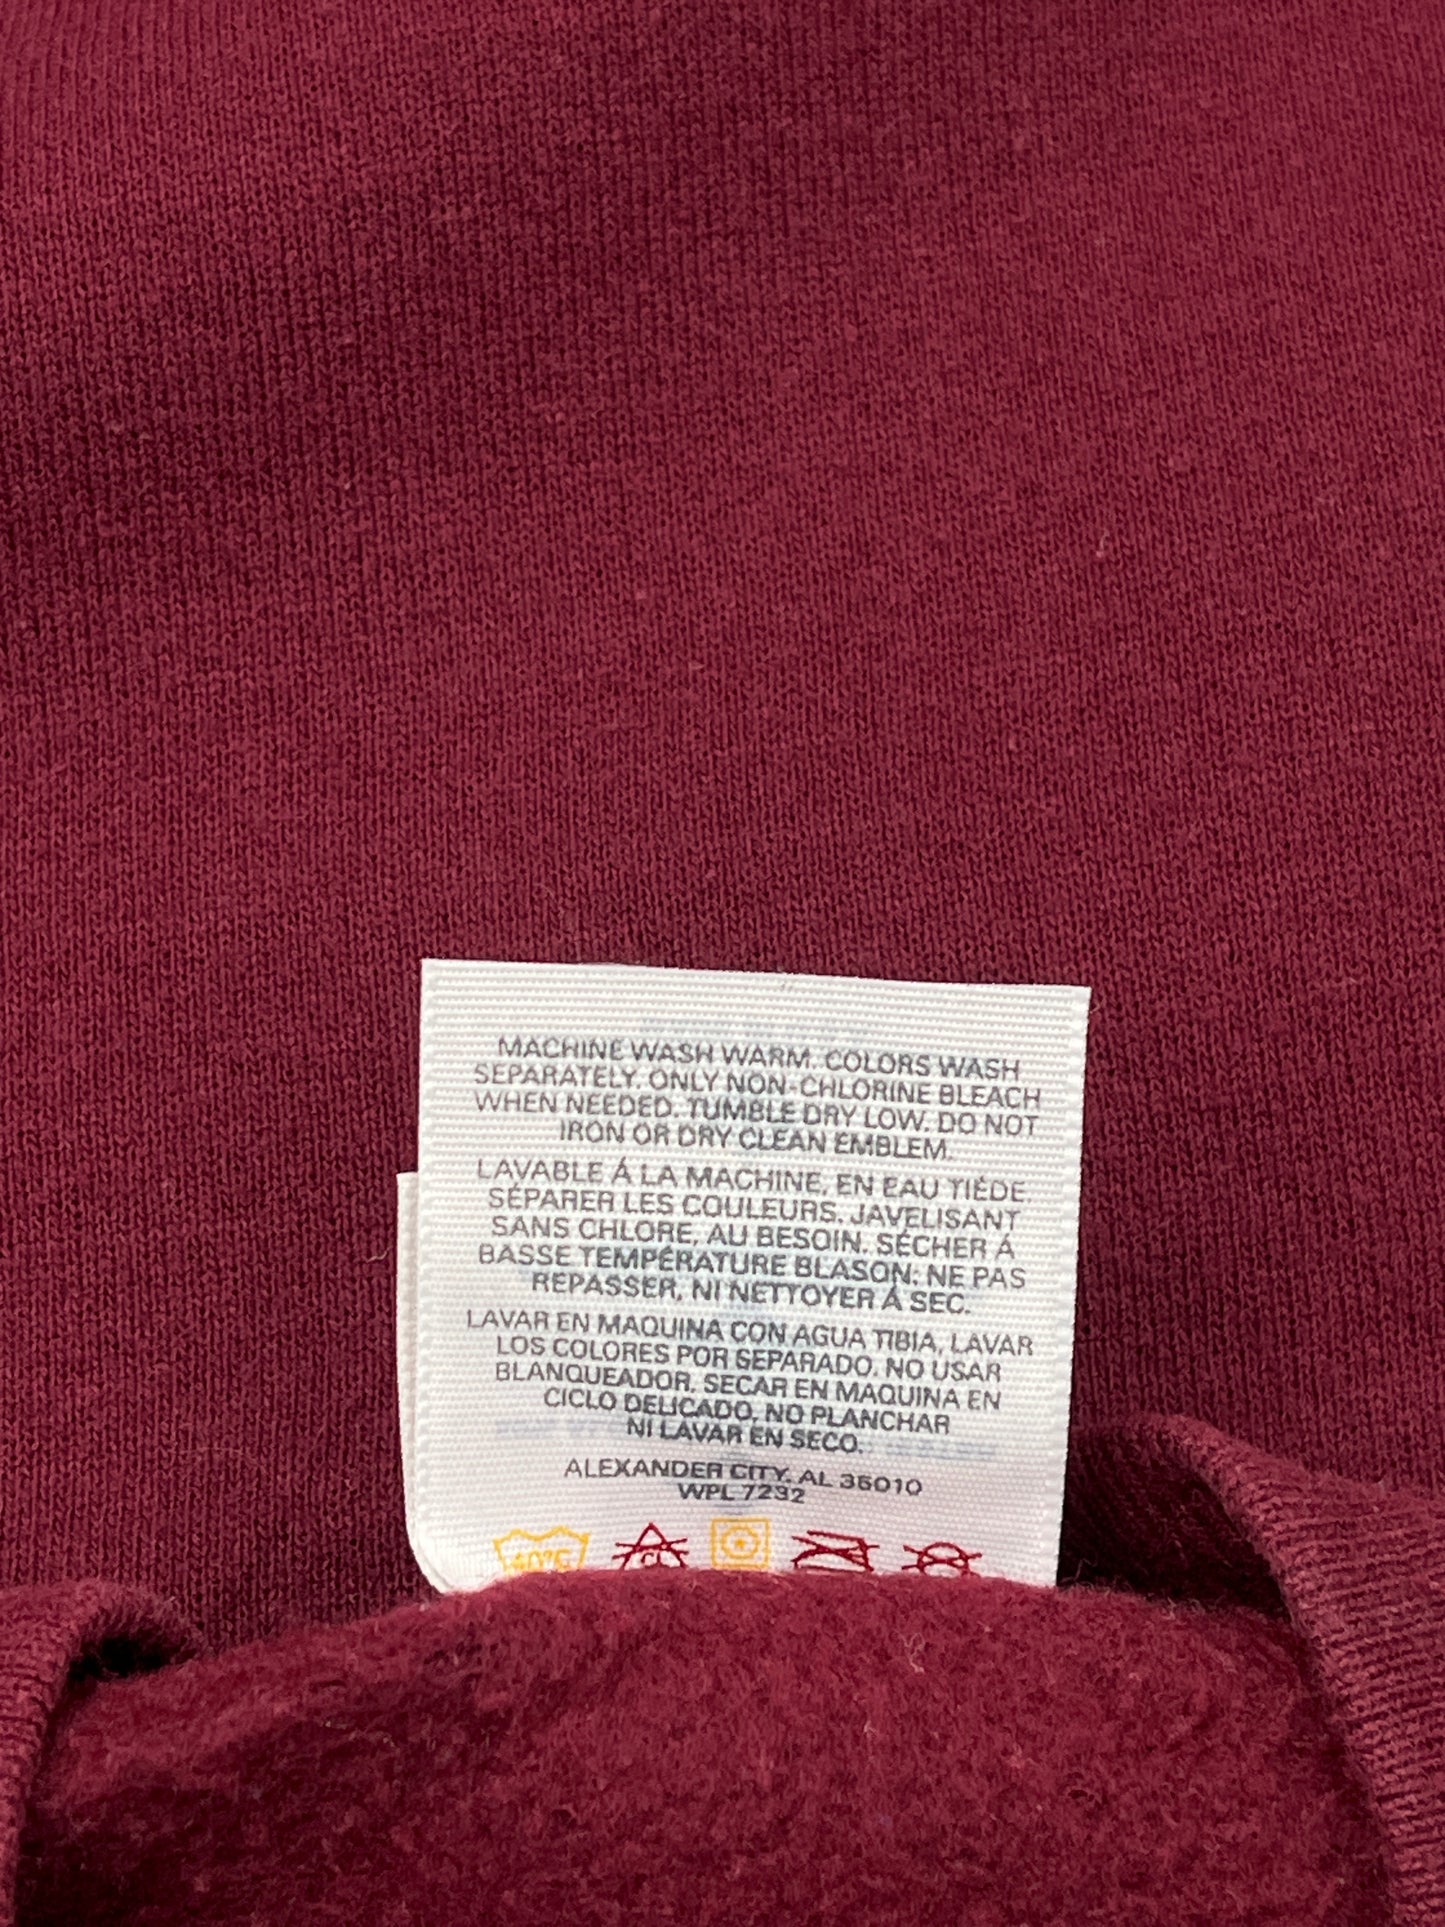 MACHINE WASH WARM. COLORS WASH
SEPARATELY. ONLY NON-CHLORINE BLEACH
WHEN NEEDED. TUMBLE DRY LOW. DO NOT
IRON OR DRY CLEAN EMBLEM.
LAVABLE Á LA MACHINE, EN EAU TIÉDE.
SÉPARER LES COULEURS. JAVELISANT
SANS CHLORE, AU BESOIN. SÉCHER Á
BASSE TEMPÉRATURE BLASON: NE PAS
REPASSER, NI NETTOYER Á SEC.
LAVAR EN MAQUINA CON AGUA TIBIA, LAVAR
LOS COLORES POR SEPARADO. NO USAR
BLANQUEADOR, SECAR EN MAQUINA EN
CICLO DELICADO, NO PLANCHAR
NI LAVAR EN SECO.
ALEXANDER CITY, AL 35010
WPL 7232
40°C
CL